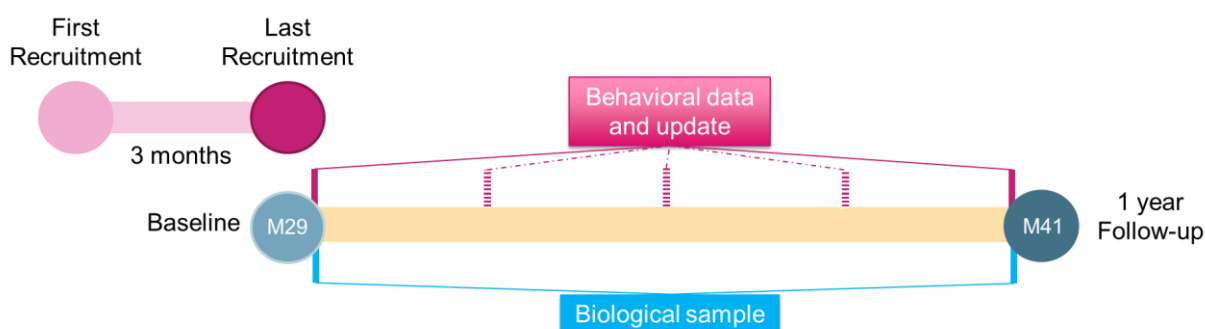 First
Recruitment
Last
Recruitment
3 months
Behavioral data
and update
Baseline
M29
M41
1 year
Follow-up
Biological sample